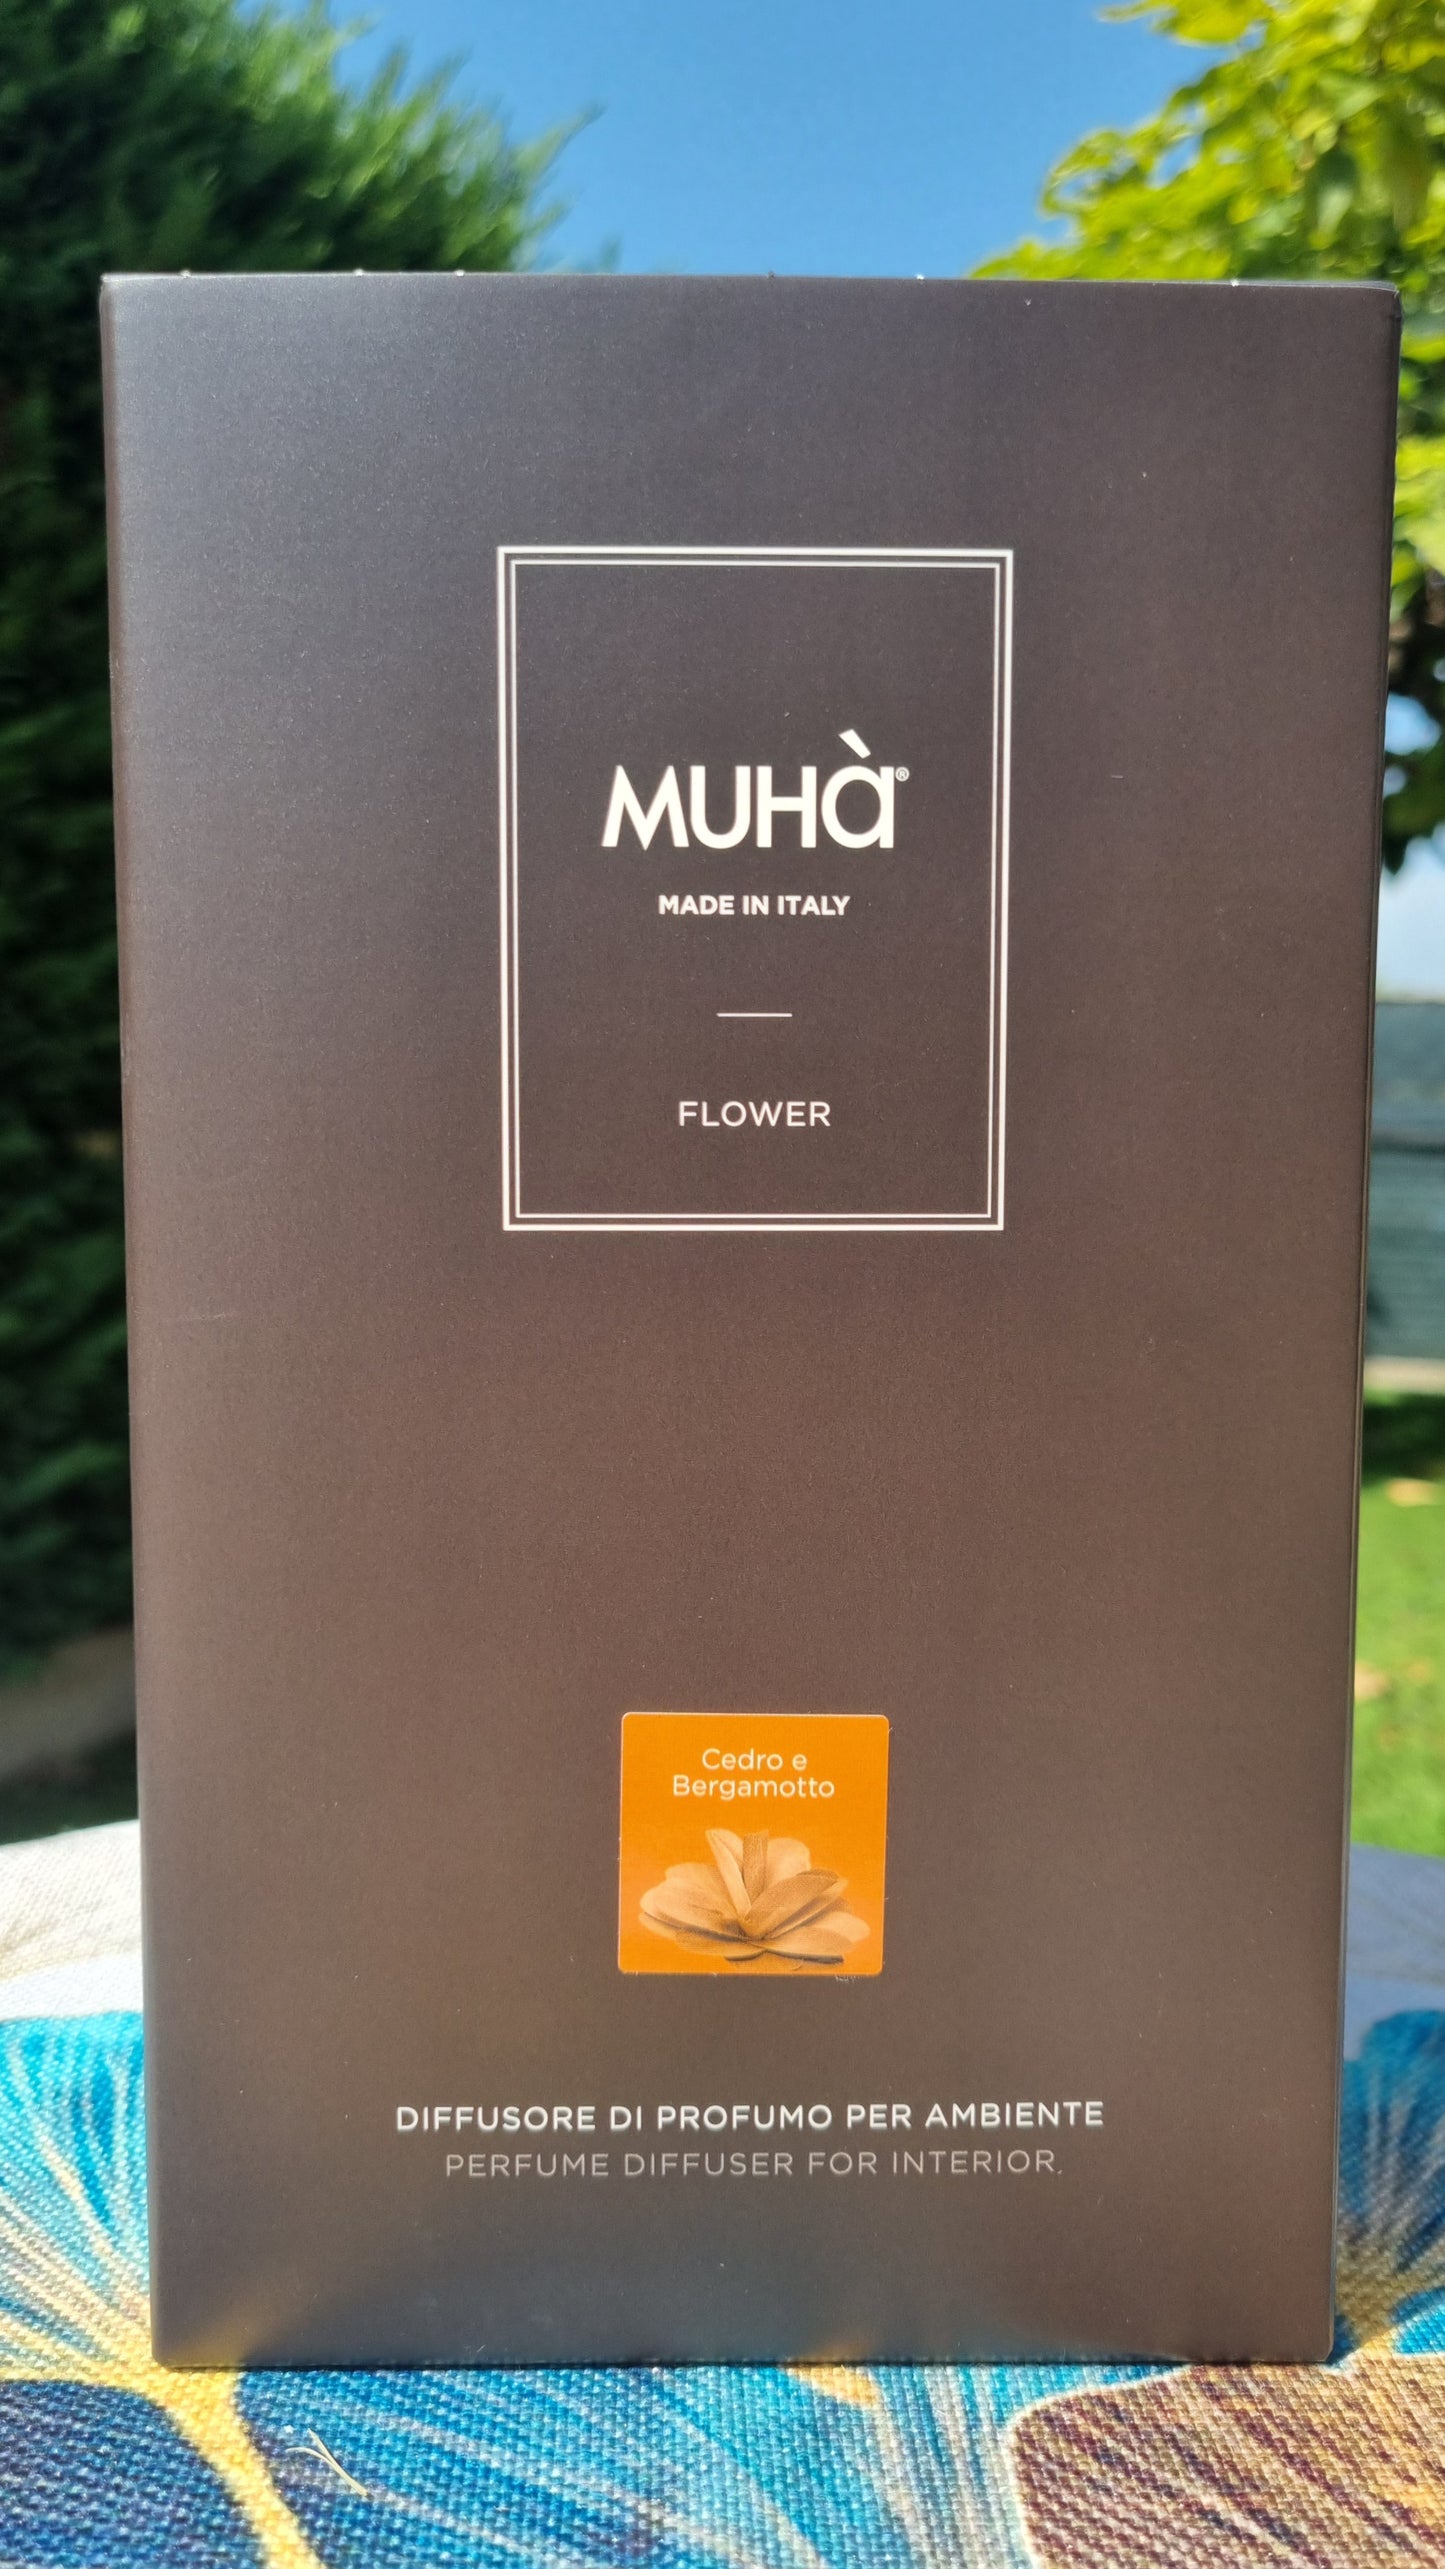 MUHà®
MADE IN ITALY
FLOWER
Cedro e
Bergamotto
DIFFUSORE DI PROFUMO PER AMBIENTE
PERFUME DIFFUSER FOR INTERIOR.